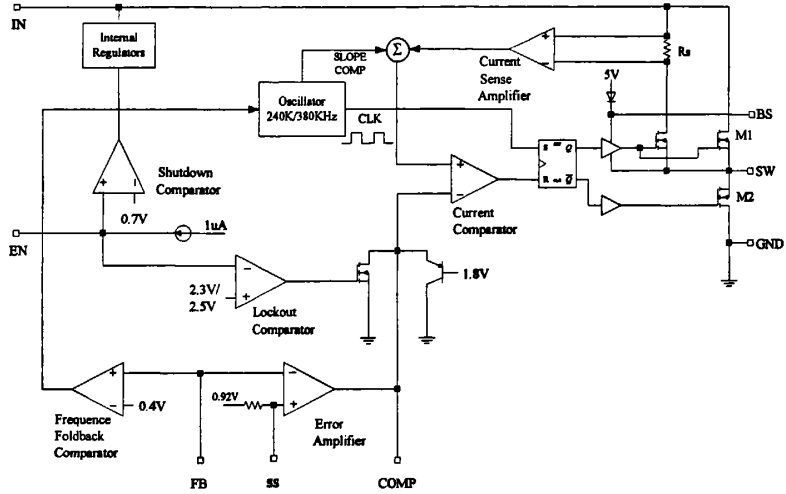 IN
Internal
Regulators
SLOPE
COMP
Σ
+
−
Current
Sense
Amplifier
Rs
5V
BS
Oscillator
240K/380KHz
CLK
M1
S
Q
R
Q
SW
+
−
Shutdown
Comparator
0.7V
+
−
Current
Comparator
M2
1uA
EN
GND
−
+
2.3V/
2.5V
Lockout
Comparator
1.8V
+
−
0.4V
Frequence
Foldback
Comparator
0.92V
−
+
Error
Amplifier
FB
SS
COMP